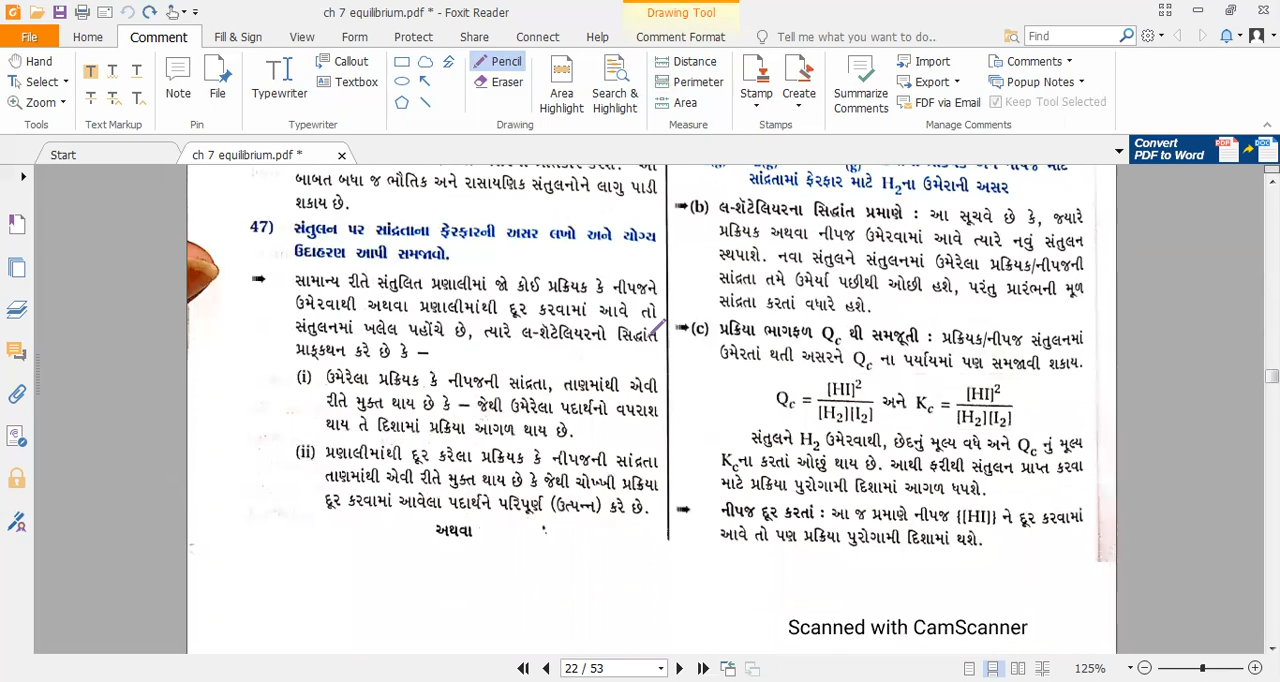 ch 7 equilibrium.pdf * - Foxit Reader
Drawing Tool
File Home Comment Fill & Sign View Form Protect Share Connect Help Comment Format Tell me what you want to do.. Find
Hand
Select
Zoom
Tools
Text Markup
Note
File
Pin
Typewriter
Callout
Textbox
Typewriter
Pencil
Eraser
Area Highlight
Search & Highlight
Drawing
Distance
Perimeter
Area
Measure
Stamp
Create
Stamps
Summarize Comments
Import
Export
FDF via Email
Comments
Popup Notes
Keep Tool Selected
Manage Comments
Start
ch 7 equilibrium.pdf *
Convert
PDF to Word
બાબત બધા જ ભૌતિક અને રાસાયણિક સંતુલનોને લાગુ પાડી
શકાય છે.
47) સંતુલન પર સાંદ્રતાના ફેરફારની અસર લખો અને યોગ્ય
ઉદાહરણ આપી સમજાવો.
સામાન્ય રીતે સંતુલિત પ્રણાલીમાં જો કોઈ પ્રક્રિયક કે નીપજને
ઉમેરવાથી અથવા પ્રણાલીમાંથી દૂર કરવામાં આવે તો
સંતુલનમાં ખલેલ પહોંચે છે, ત્યારે લ-શેટેલિયરનો સિદ્ધાંત
પ્રાક્‌કથન કરે છે કે –
(i) ઉમેરેલા પ્રક્રિયક કે નીપજની સાંદ્રતા, તાણમાંથી એવી
રીતે મુક્ત થાય છે કે – જેથી ઉમેરેલા પદાર્થનો વપરાશ
થાય તે દિશામાં પ્રક્રિયા આગળ થાય છે.
(ii) પ્રણાલીમાંથી દૂર કરેલા પ્રક્રિયક કે નીપજની સાંદ્રતા
તાણમાંથી એવી રીતે મુક્ત થાય છે કે જેથી ચોખ્ખી પ્રક્રિયા
દૂર કરવામાં આવેલા પદાર્થને પરિપૂર્ણ (ઉત્પન્ન) કરે છે.
અથવા
સાંદ્રતામાં ફેરફાર માટે H₂ના ઉમેરાની અસર
(b) લ-શૅટેલિયરના સિદ્ધાંત પ્રમાણે : આ સૂચવે છે કે, જ્યારે
પ્રક્રિયક અથવા નીપજ ઉમેરવામાં આવે ત્યારે નવું સંતુલન
સ્થપાશે. નવા સંતુલને સંતુલનમાં ઉમેરેલા પ્રક્રિયક/નીપજની
સાંદ્રતા તમે ઉમેર્યા પછીથી ઓછી હશે, પરંતુ પ્રારંભની મૂળ
સાંદ્રતા કરતાં વધારે હશે.
(c) પ્રક્રિયા ભાગફળ Qc થી સમજૂતી : પ્રક્રિયક/નીપજ સંતુલનમાં
ઉમેરતાં થતી અસરને Qc ના પર્યાયમાં પણ સમજાવી શકાય.
Qc = [HI]² / [H₂][I₂] અને Kc = [HI]² / [H₂][I₂]
સંતુલને H₂ ઉમેરવાથી, છેદનું મૂલ્ય વધે અને Qc નું મૂલ્ય
Kcના કરતાં ઓછું થાય છે. આથી ફરીથી સંતુલન પ્રાપ્ત કરવા
માટે પ્રક્રિયા પુરોગામી દિશામાં આગળ ધપશે.
નીપજ દૂર કરતાં : આ જ પ્રમાણે નીપજ {[HI}] ને દૂર કરવામાં
આવે તો પણ પ્રક્રિયા પુરોગામી દિશામાં થશે.
Scanned with CamScanner
22 / 53
125%